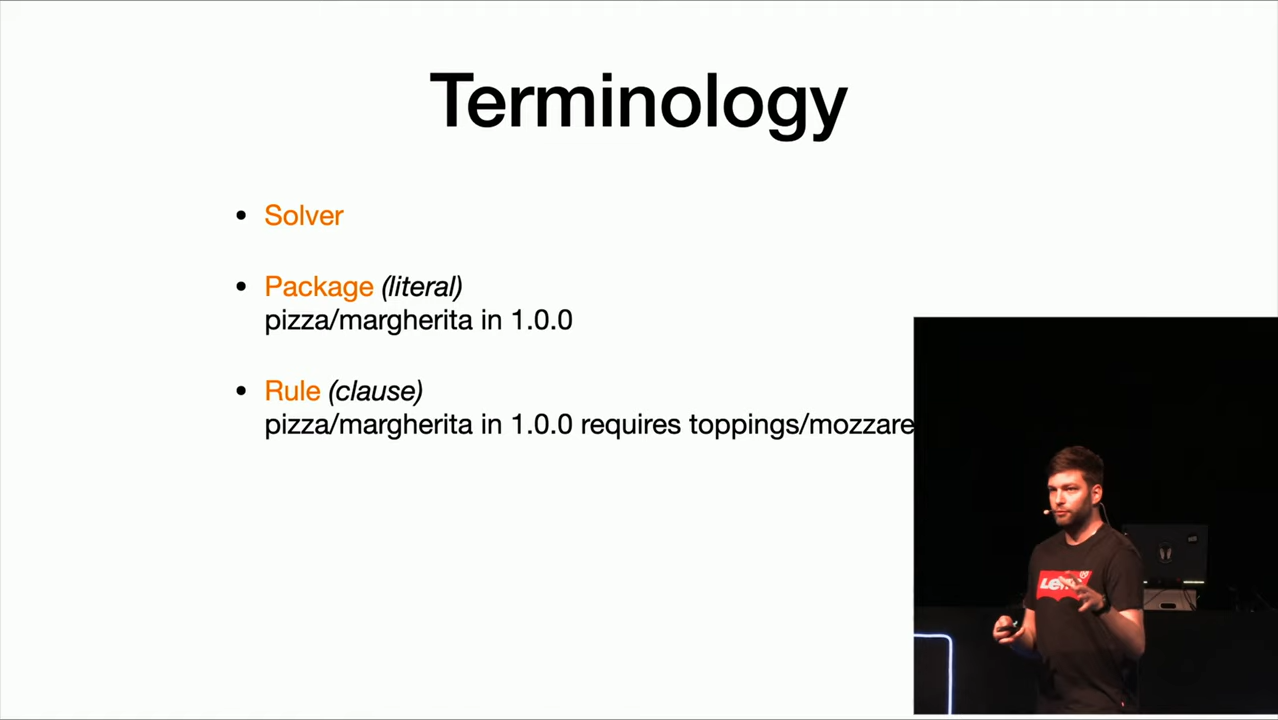 Terminology
• Solver
• Package (literal)
pizza/margherita in 1.0.0
• Rule (clause)
pizza/margherita in 1.0.0 requires toppings/mozzare